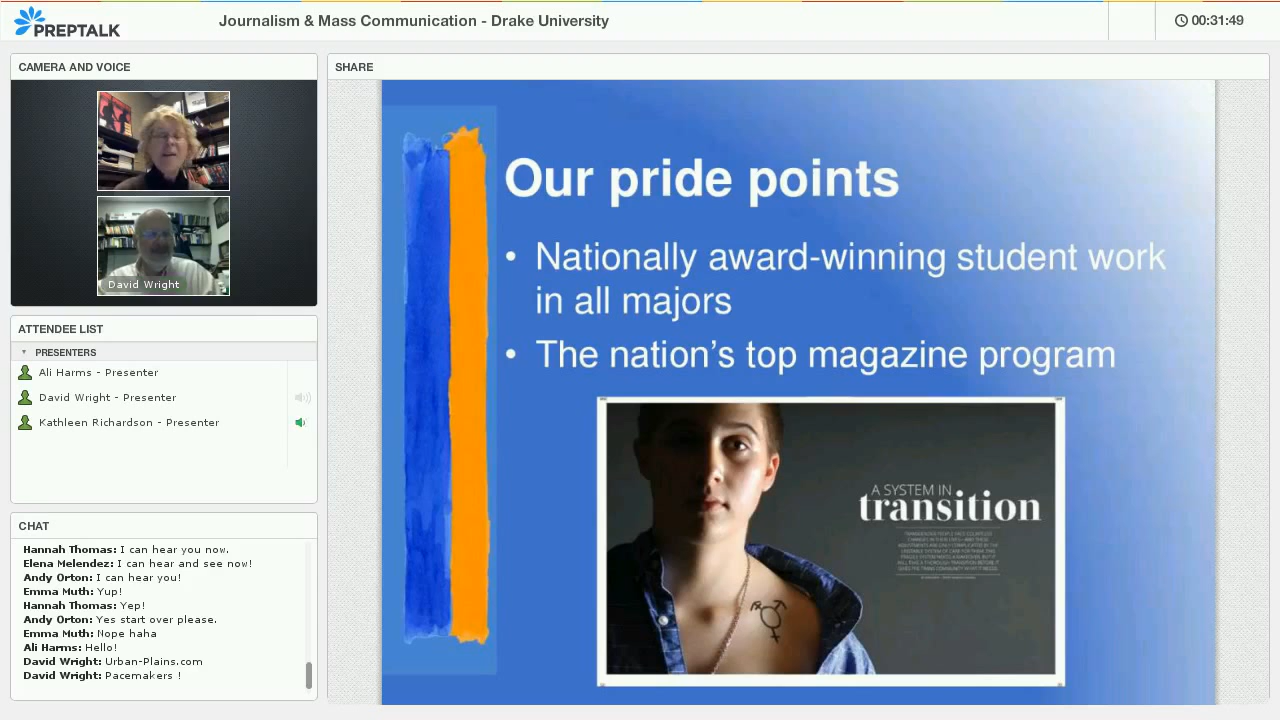 PREPTALK
Journalism & Mass Communication - Drake University
00:31:49
CAMERA AND VOICE
David Wright
ATTENDEE LIST
PRESENTERS
Ali Harms - Presenter
David Wright - Presenter
Kathleen Richardson - Presenter
CHAT
Hannah Thomas: I can hear you!
Elena Melendez: I can hear and see!
Andy Orton: I can hear you!
Emma Muth: Yup!
Hannah Thomas: Yep!
Andy Orton: Yes start over please.
Emma Muth: Nope haha
Ali Harms: Hello!
David Wright: Urban-Plains.com
David Wright: Pacemakers !
SHARE
Our pride points
• Nationally award-winning student work
in all majors
• The nation's top magazine program
A SYSTEM IN
transition